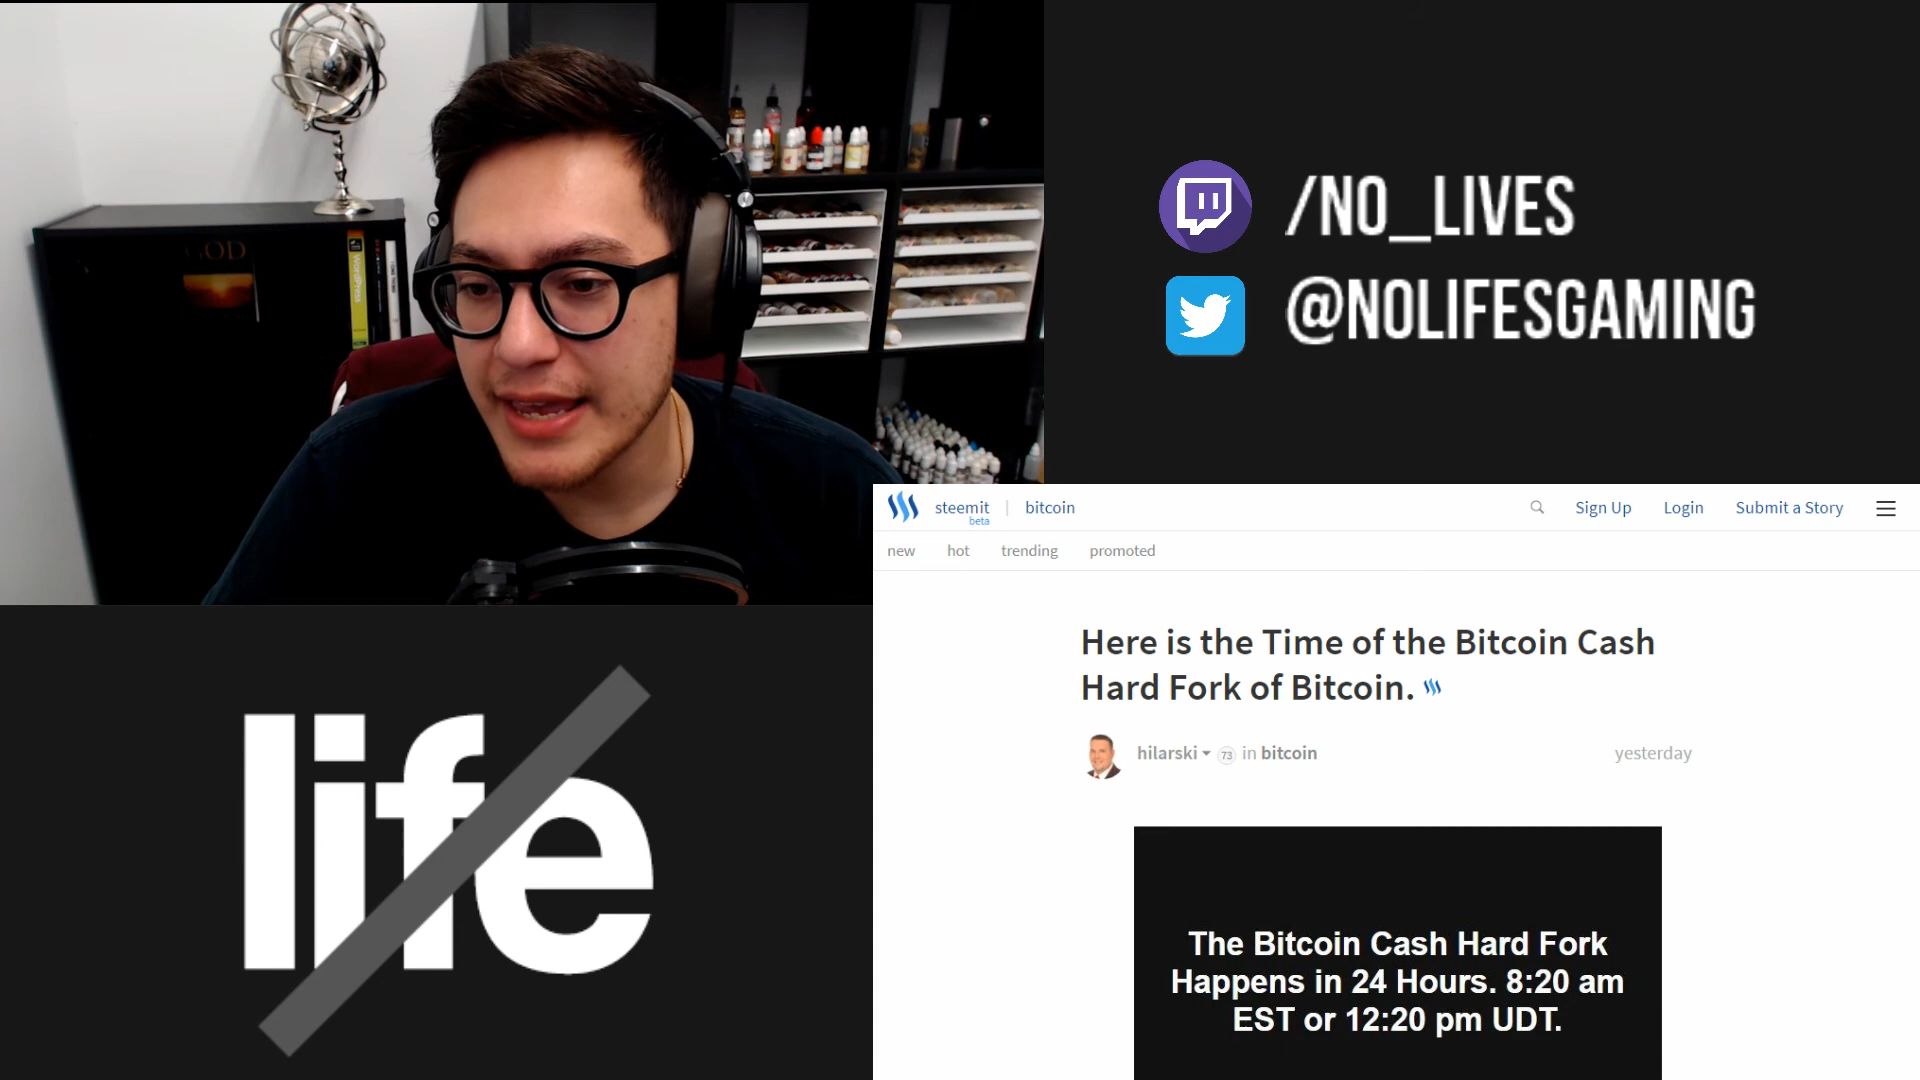 GOD
WordPress
/NO_LIVES
@NOLIFESGAMING
steemit | bitcoin
beta
Sign Up
Login
Submit a Story
new
hot
trending
promoted
Here is the Time of the Bitcoin Cash
Hard Fork of Bitcoin.
hilarski 73 in bitcoin
yesterday
life
The Bitcoin Cash Hard Fork
Happens in 24 Hours. 8:20 am
EST or 12:20 pm UDT.